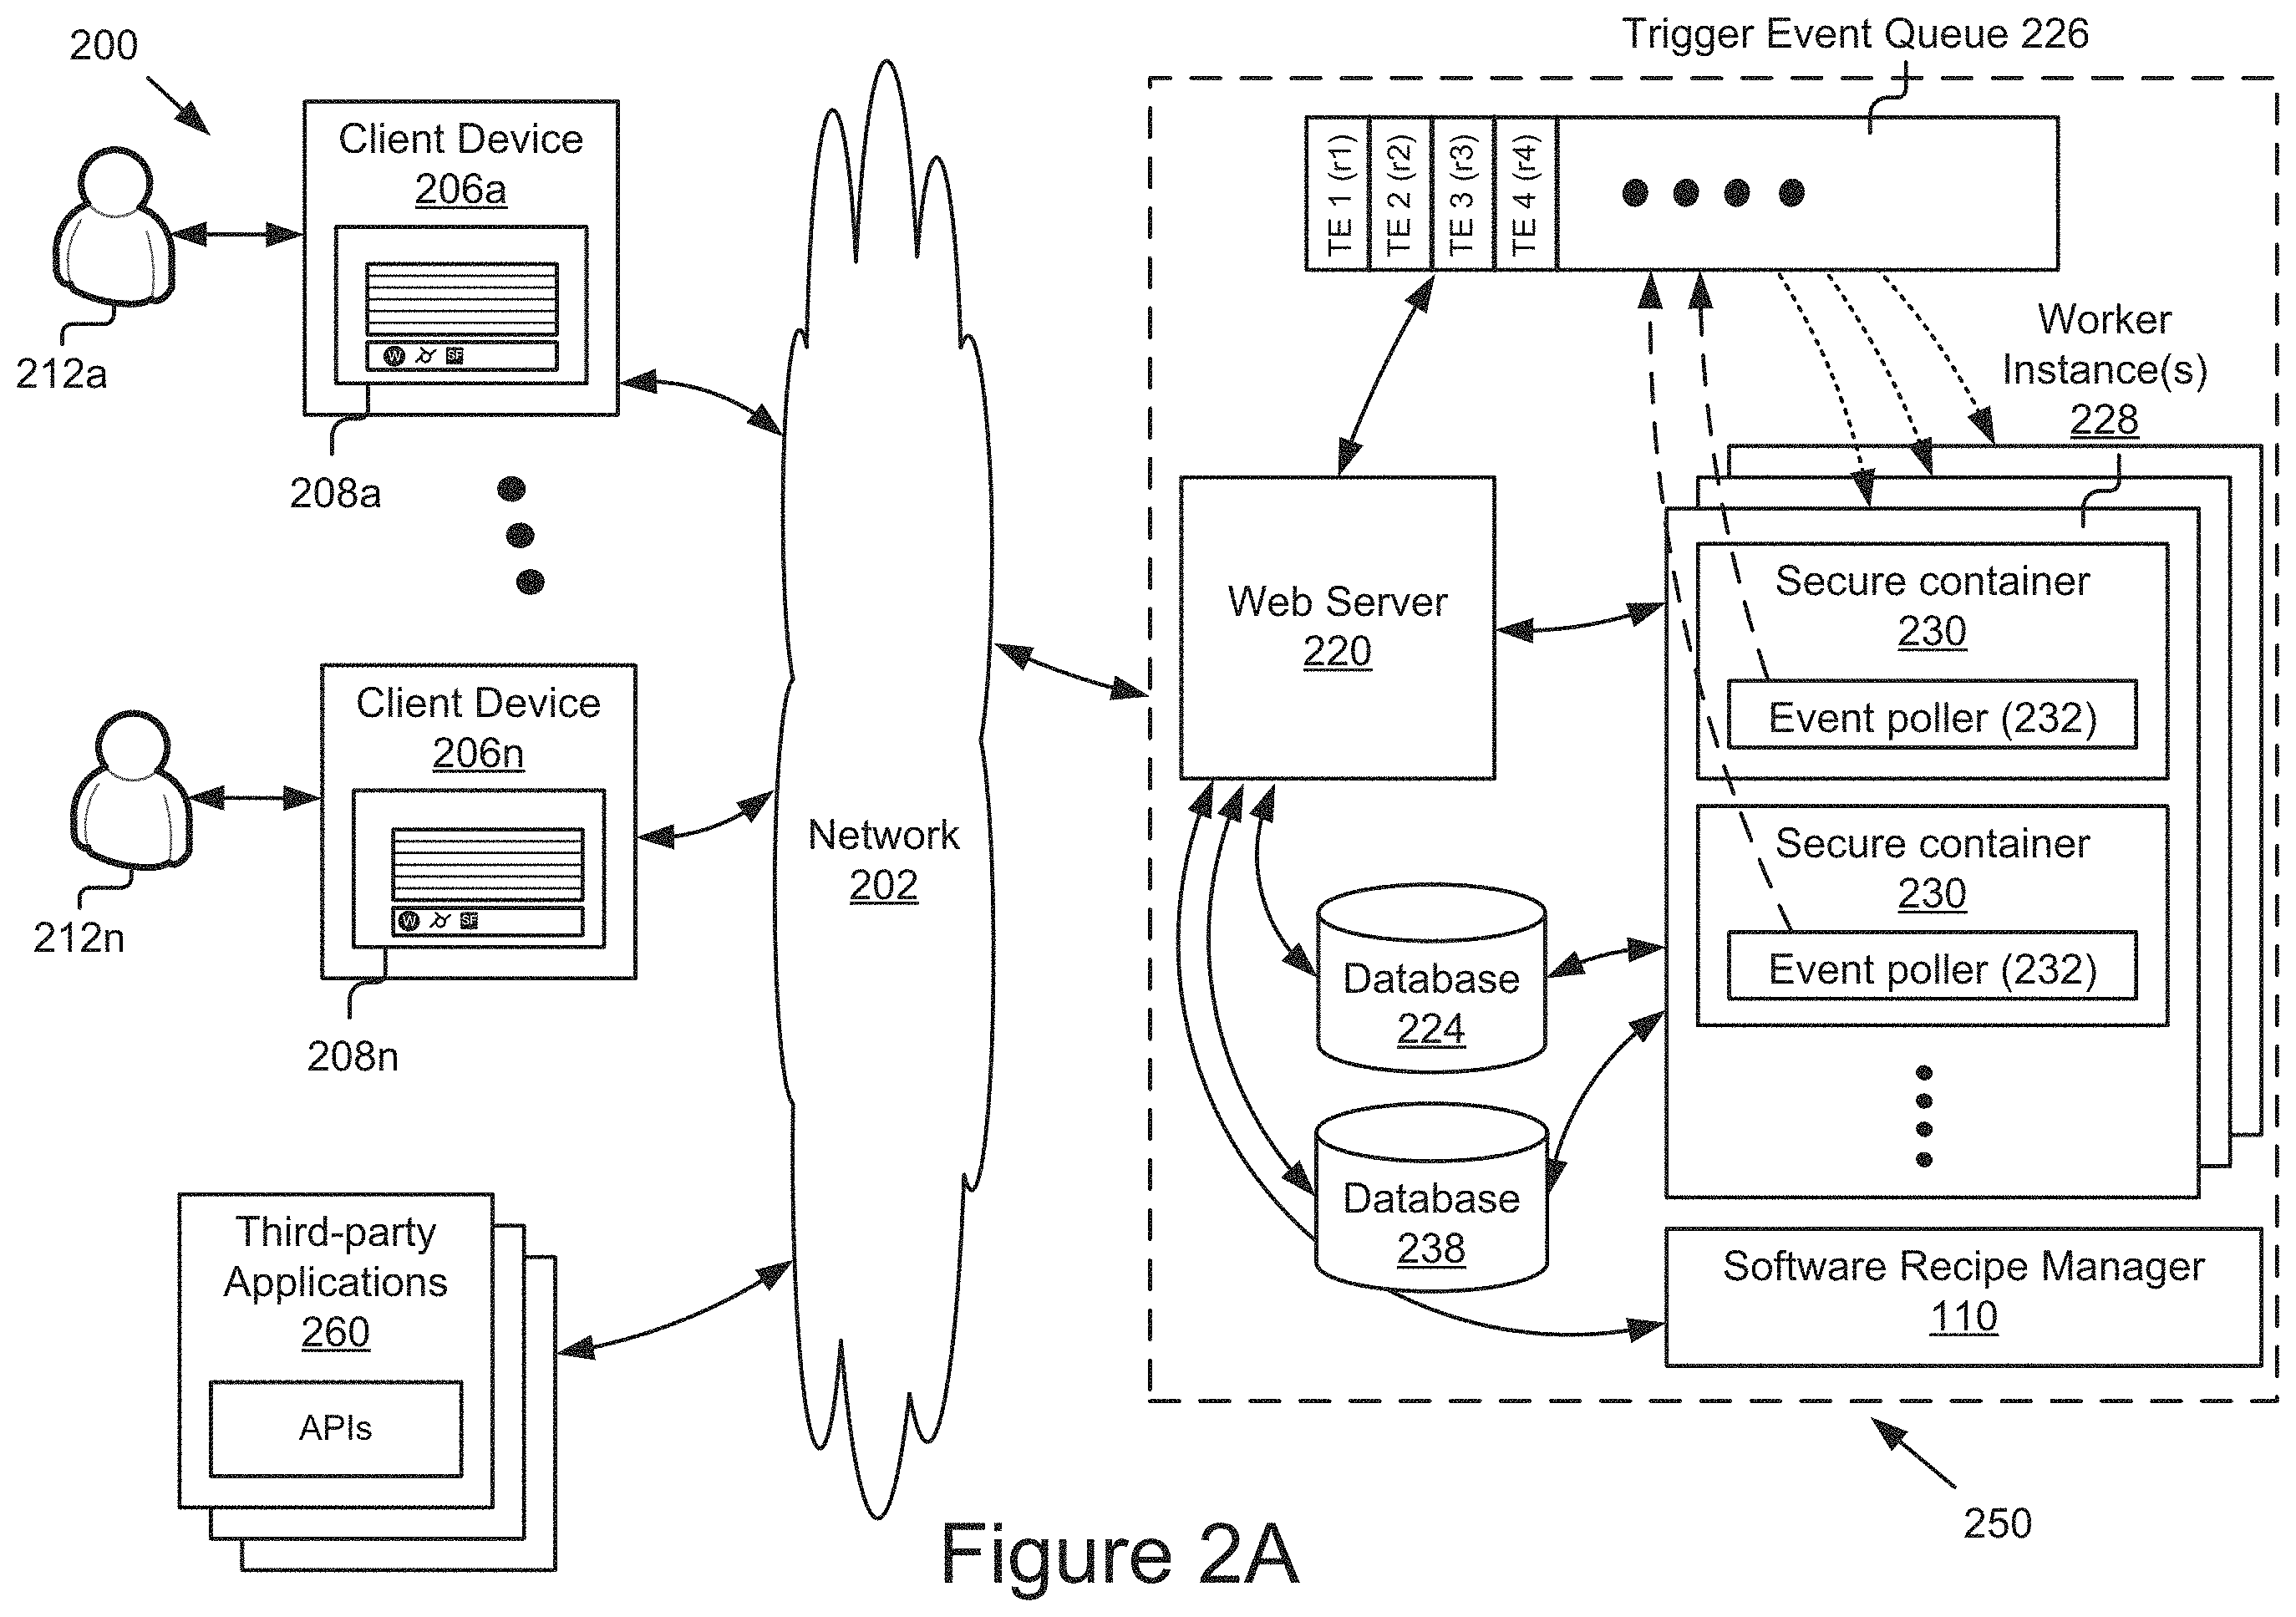 200
Client Device
206a
W SF
212a
208a
Client Device
206n
W SF
212n
208n
Third-party
Applications
260
APIs
Network
202
Trigger Event Queue 226
TE 1 (r1)
TE 2 (r2)
TE 3 (r3)
TE 4 (r4)
Worker
Instance(s)
228
Web Server
220
Secure container
230
Event poller (232)
Secure container
230
Event poller (232)
Database
224
Database
238
Software Recipe Manager
110
250
Figure 2A